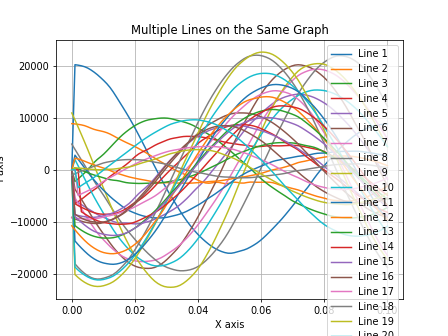 Multiple Lines on the Same Graph
20000
10000
0
−10000
−20000
0.00 0.02 0.04 0.06
X axis
Line 1
Line 2
Line 3
Line 4
Line 5
Line 6
Line 7
Line 8
Line 9
Line 10
Line 11
Line 12
Line 13
Line 14
Line 15
Line 16
Line 17
Line 18
Line 19